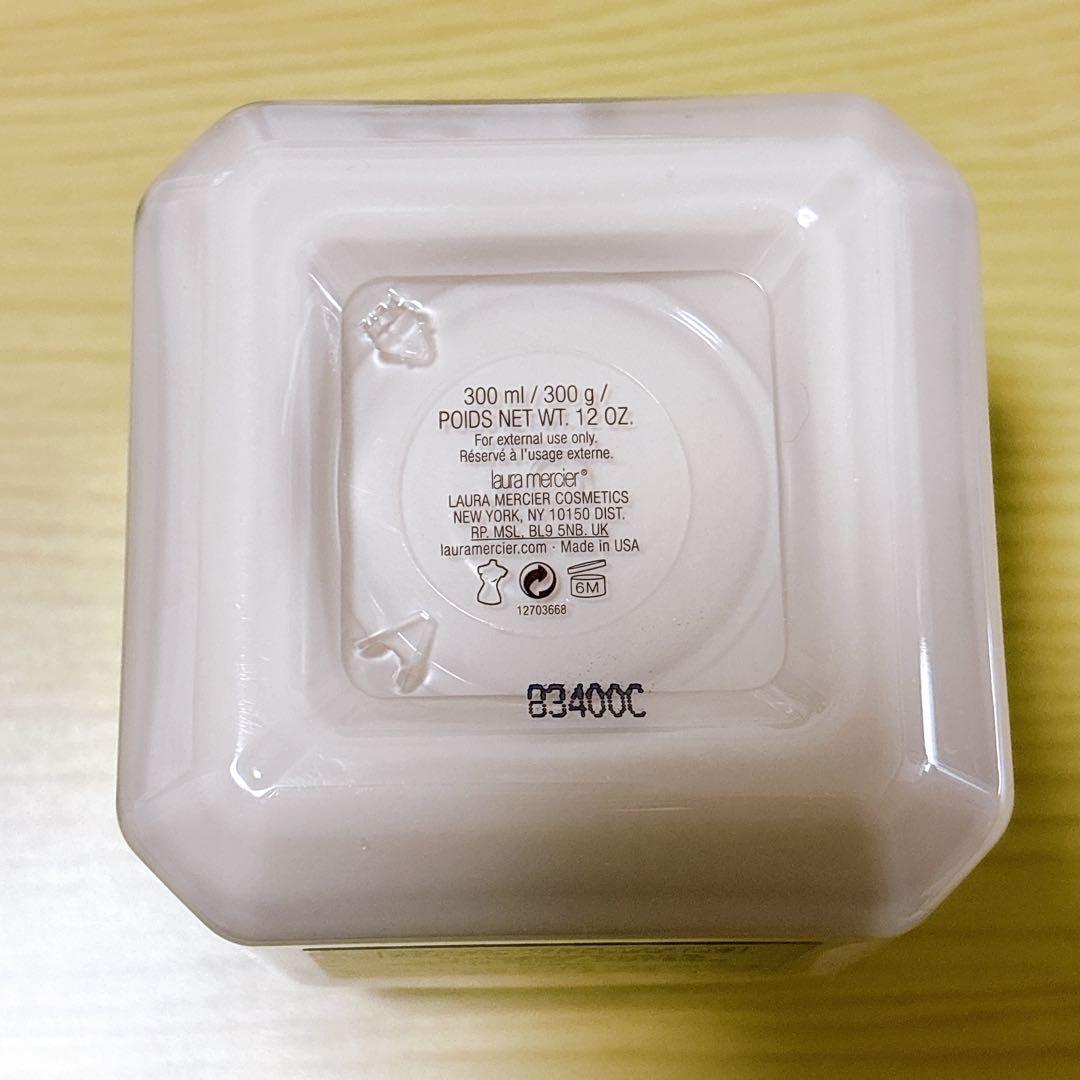 300 ml / 300 g /
POIDS NET WT. 12 OZ.
For external use only.
Réservé à l'usage externe.
laura mercier®
LAURA MERCIER COSMETICS
NEW YORK, NY 10150 DIST.
RP. MSL, BL9 5NB. UK
lauramercier.com · Made in USA
6M
12703668
B3400C